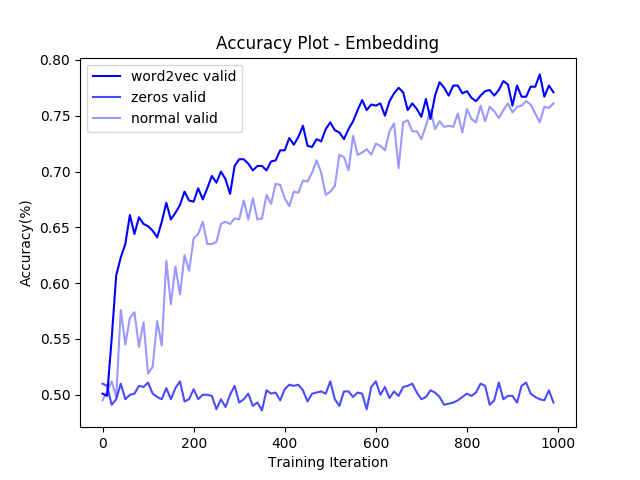 Accuracy Plot - Embedding
word2vec valid
zeros valid
normal valid
Accuracy(%)
0.80
0.75
0.70
0.65
0.60
0.55
0.50
0 200 400 600 800 1000
Training Iteration